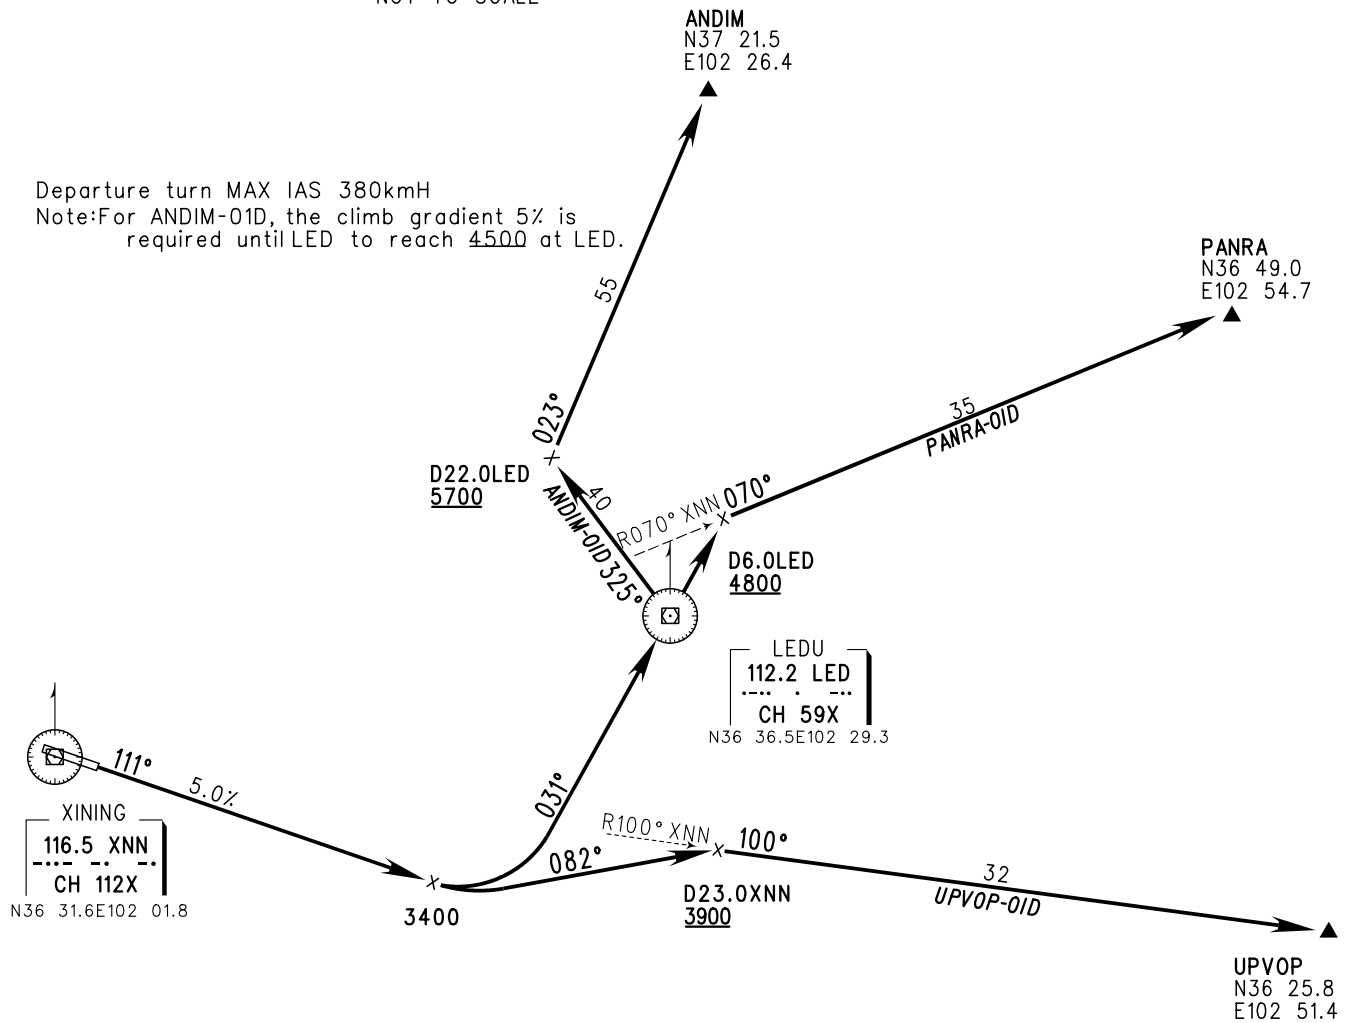 NOT TO SCALE
ANDIM
N37 21.5
E102 26.4
Departure turn MAX IAS 380kmH
Note:For ANDIM-01D, the climb gradient 5% is
required until LED to reach 4500 at LED.
PANRA
N36 49.0
E102 54.7
55
023°
35
PANRA-01D
D22.0LED
5700
40
ANDIM-01D 325°
R070° XNN
070°
D6.0LED
4800
LEDU
112.2 LED
·-·· · -··
CH 59X
N36 36.5E102 29.3
111°
5.0%
XINING
116.5 XNN
-··- -· -·
CH 112X
N36 31.6E102 01.8
031°
R100° XNN
100°
082°
3400
D23.0XNN
3900
32
UPVOP-01D
UPVOP
N36 25.8
E102 51.4